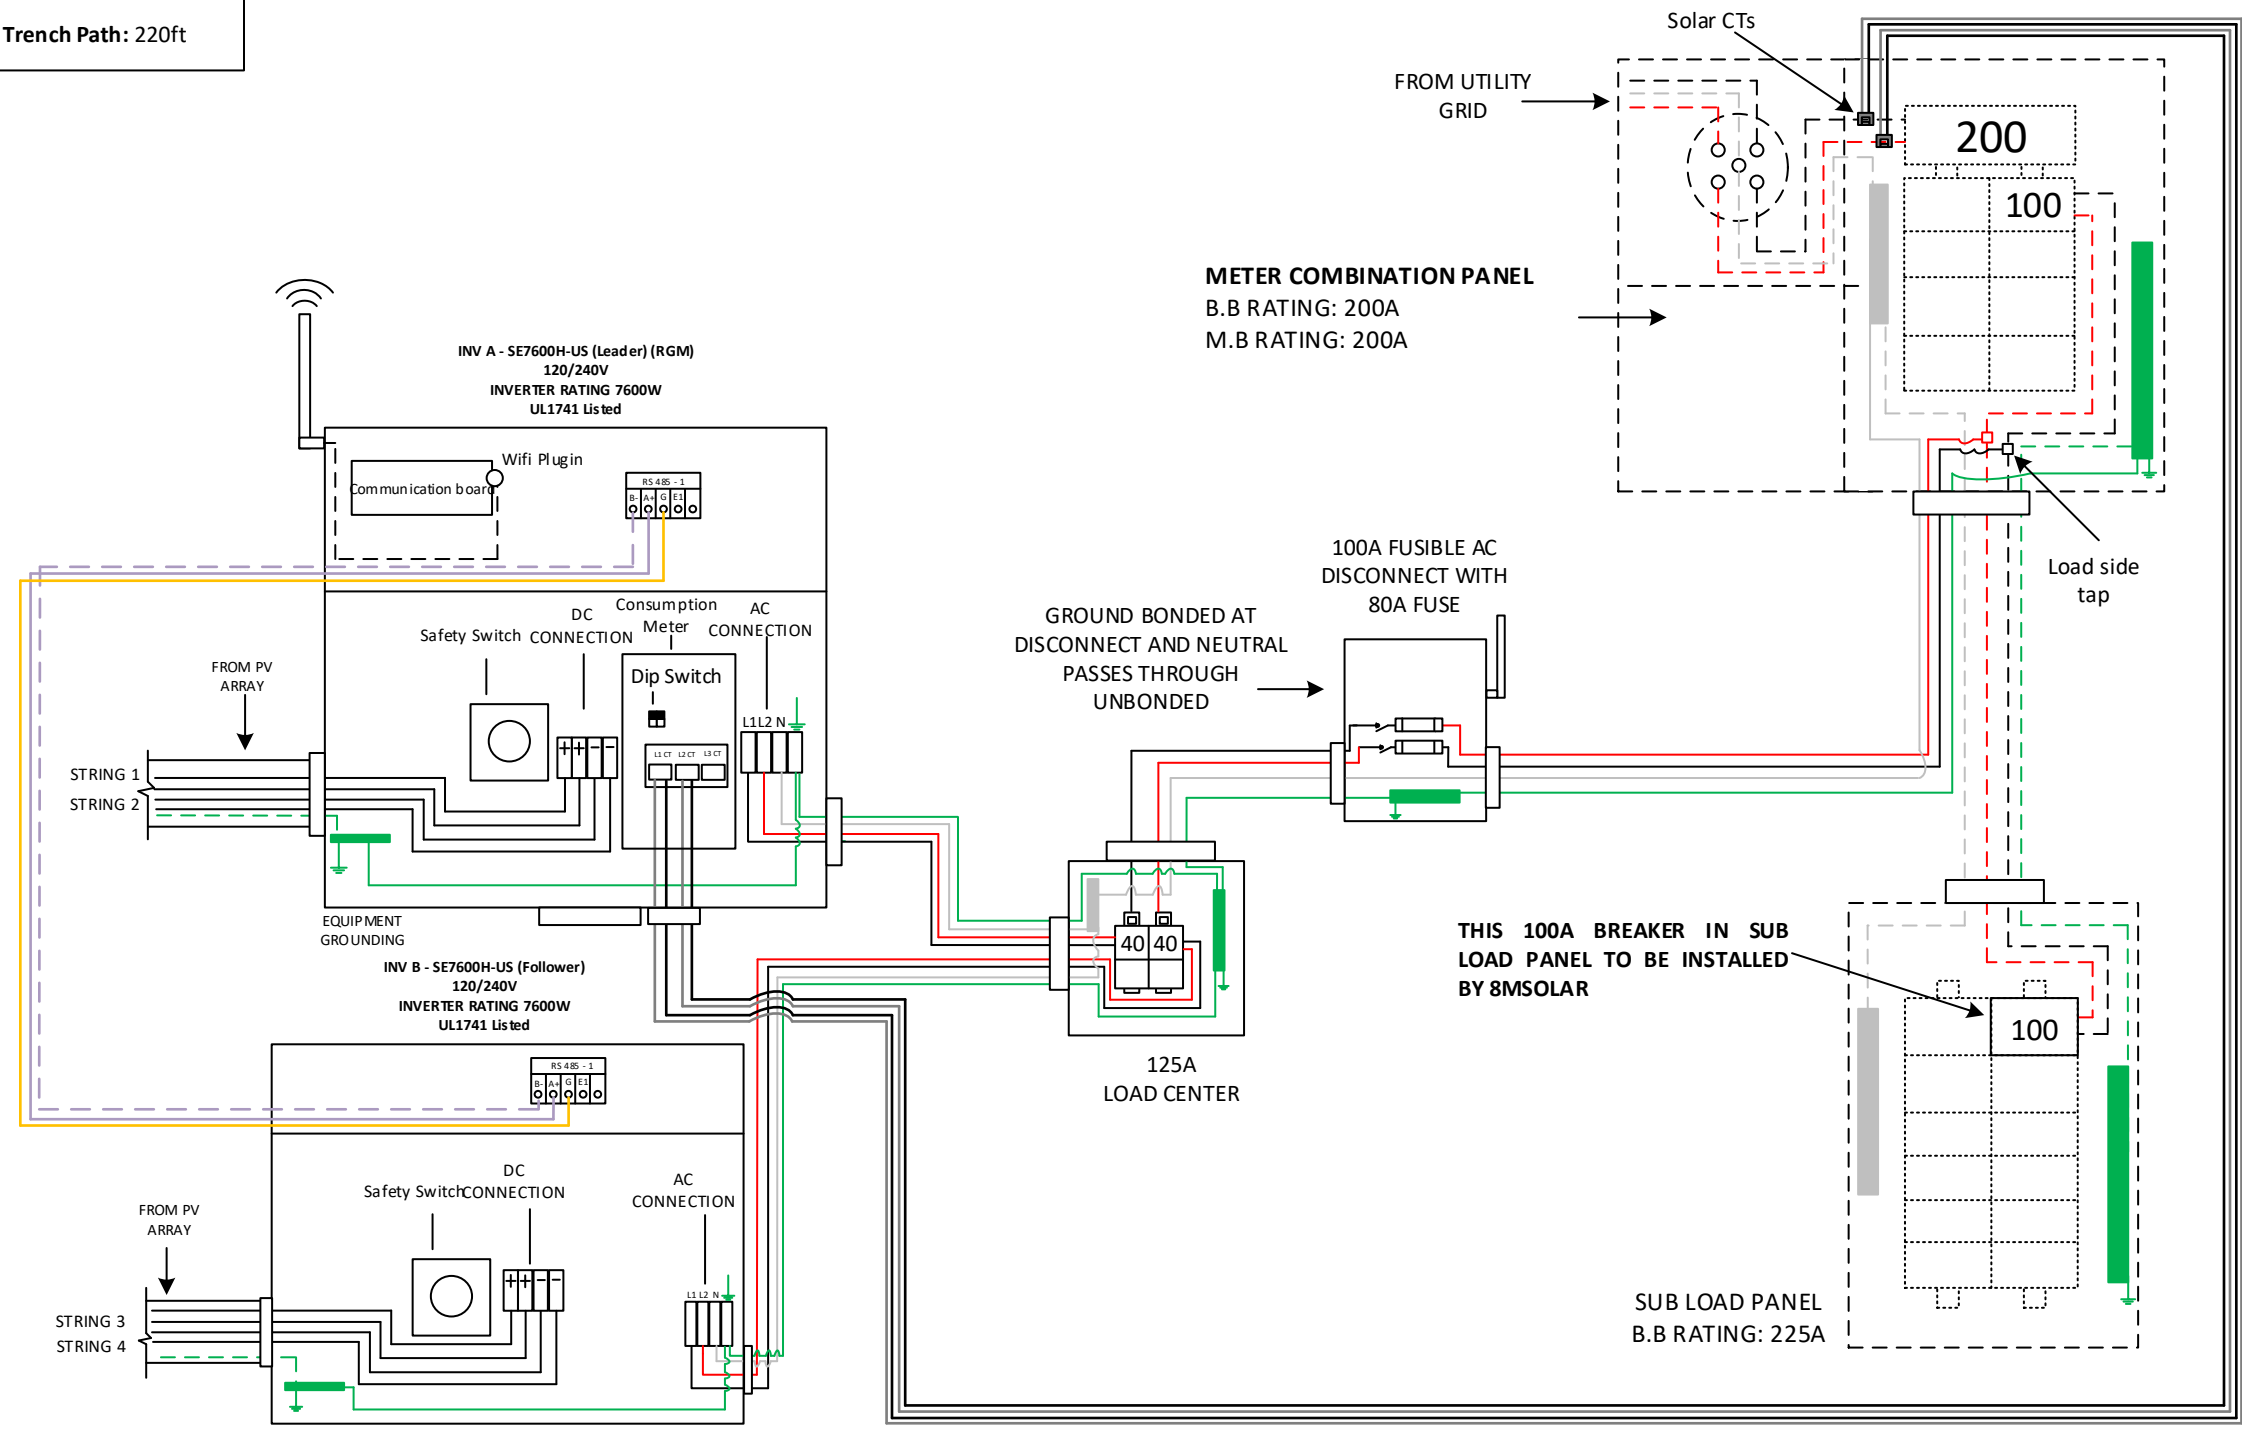 Trench Path: 220ft
Solar CTs
FROM UTILITY
GRID
200
100
METER COMBINATION PANEL
B.B RATING: 200A
M.B RATING: 200A
INV A - SE7600H-US (Leader) (RGM)
120/240V
INVERTER RATING 7600W
UL1741 Listed
Wifi Plugin
Communication board
RS 485 - 1
B- A+ G E1
Load side
tap
100A FUSIBLE AC
DISCONNECT WITH
80A FUSE
GROUND BONDED AT
DISCONNECT AND NEUTRAL
PASSES THROUGH
UNBONDED
Safety Switch
DC
CONNECTION
Consumption
Meter
AC
CONNECTION
Dip Switch
FROM PV
ARRAY
L1 L2 N
L1 CT L2 CT L3 CT
+ + - -
STRING 1
STRING 2
EQUIPMENT
GROUNDING
40 40
125A
LOAD CENTER
THIS 100A BREAKER IN SUB
LOAD PANEL TO BE INSTALLED
BY 8MSOLAR
100
SUB LOAD PANEL
B.B RATING: 225A
INV B - SE7600H-US (Follower)
120/240V
INVERTER RATING 7600W
UL1741 Listed
RS 485 - 1
B- A+ G E1
Safety Switch
DC
CONNECTION
AC
CONNECTION
FROM PV
ARRAY
+ + - -
L1 L2 N
STRING 3
STRING 4